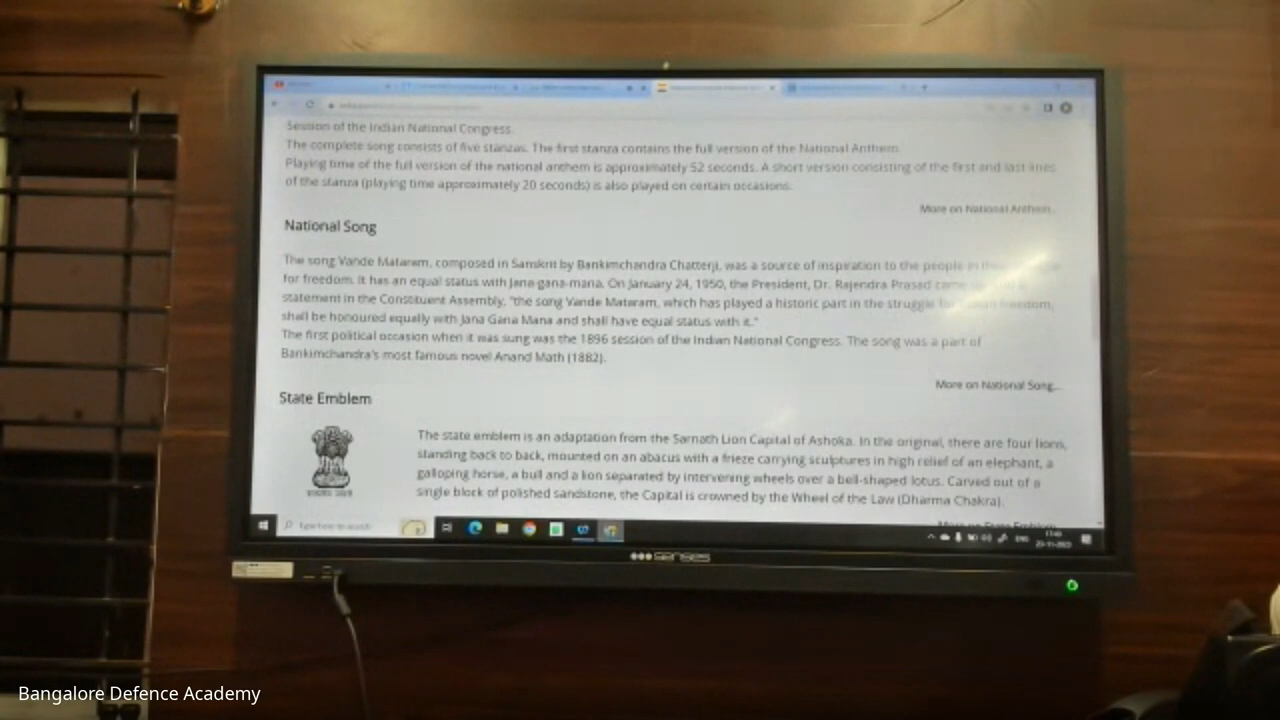 Session of the Indian National Congress.
The complete song consists of five stanzas. The first stanza contains the full version of the National Anthem.
Playing time of the full version of the national anthem is approximately 52 seconds. A short version consisting of the first and last lines
of the stanza (playing time approximately 20 seconds) is also played on certain occasions.
More on National Anthem...
National Song
The song Vande Mataram, composed in Sanskrit by Bankimchandra Chatterji, was a source of inspiration to the people in
for freedom. It has an equal status with Jana-gana-mana. On January 24, 1950, the President, Dr. Rajendra Prasad came
statement in the Constituent Assembly, "the song Vande Mataram, which has played a historic part in the struggle freedom,
shall be honoured equally with Jana Gana Mana and shall have equal status with it."
The first political occasion when it was sung was the 1896 session of the Indian National Congress. The song was a part of
Bankimchandra's most famous novel Anand Math (1882).
More on National Song...
State Emblem
The state emblem is an adaptation from the Sarnath Lion Capital of Ashoka. In the original, there are four lions,
standing back to back, mounted on an abacus with a frieze carrying sculptures in high relief of an elephant, a
galloping horse, a bull and a lion separated by intervening wheels over a bell-shaped lotus. Carved out of a
single block of polished sandstone, the Capital is crowned by the Wheel of the Law (Dharma Chakra).
More on State Emblem
Type here to search
ENG
senses
Bangalore Defence Academy